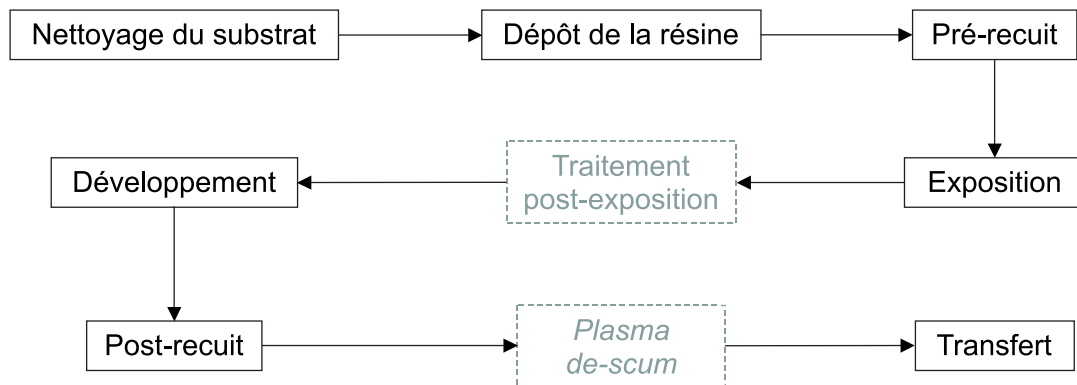 Nettoyage du substrat
Dépôt de la résine
Pré-recuit
Exposition
Traitement
post-exposition
Développement
Post-recuit
Plasma
de-scum
Transfert